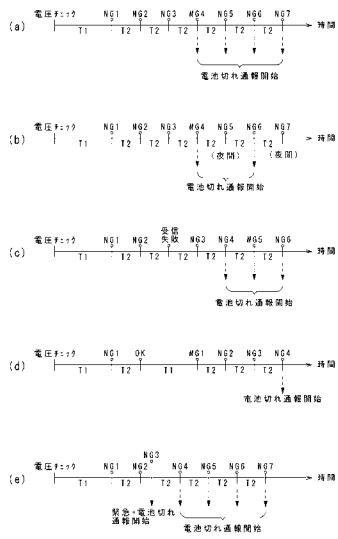 (a)
電圧チェック NG1 NG2 NG3 NG4 NG5 NG6 NG7 時間
T1 T2 T2 T2 T2 T2 T2
電池切れ通報開始
(b)
電圧チェック NG1 NG2 NG3 NG4 NG5 NG6 NG7 時間
T1 T2 T2 T2 T2 T2 T2
(夜間) (夜間)
電池切れ通報開始
(c)
電圧チェック NG1 NG2 受信失敗 NG3 NG4 NG5 NG6 時間
T1 T2 T2 T2 T2 T2 T2
電池切れ通報開始
(d)
電圧チェック NG1 OK NG1 NG2 NG3 NG4 時間
T1 T2 T1 T2 T2 T2
電池切れ通報開始
(e)
NG3
電圧チェック NG1 NG2 NG4 NG5 NG6 NG7 時間
T1 T2 T2 T2 T2 T2
緊急・電池切れ
通報開始
電池切れ通報開始